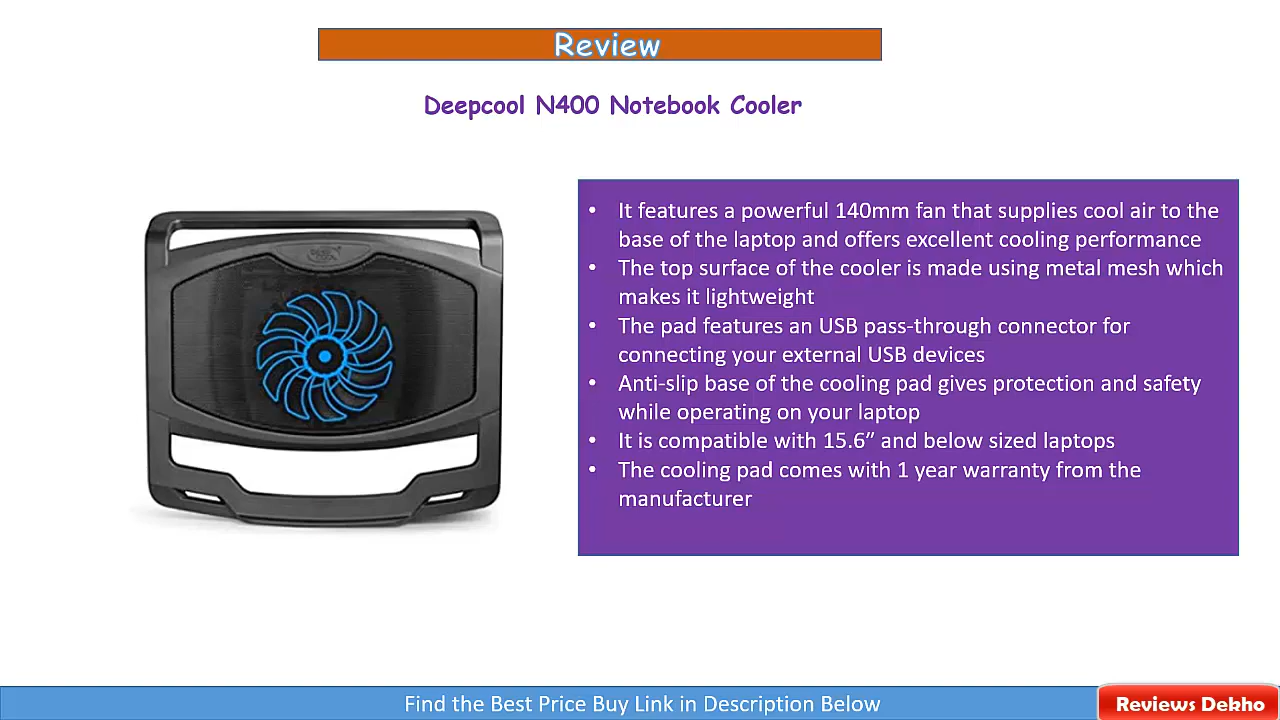 Review
Deepcool N400 Notebook Cooler
• It features a powerful 140mm fan that supplies cool air to the
base of the laptop and offers excellent cooling performance
• The top surface of the cooler is made using metal mesh which
makes it lightweight
• The pad features an USB pass-through connector for
connecting your external USB devices
• Anti-slip base of the cooling pad gives protection and safety
while operating on your laptop
• It is compatible with 15.6” and below sized laptops
• The cooling pad comes with 1 year warranty from the
manufacturer
Find the Best Price Buy Link in Description Below
Reviews Dekho